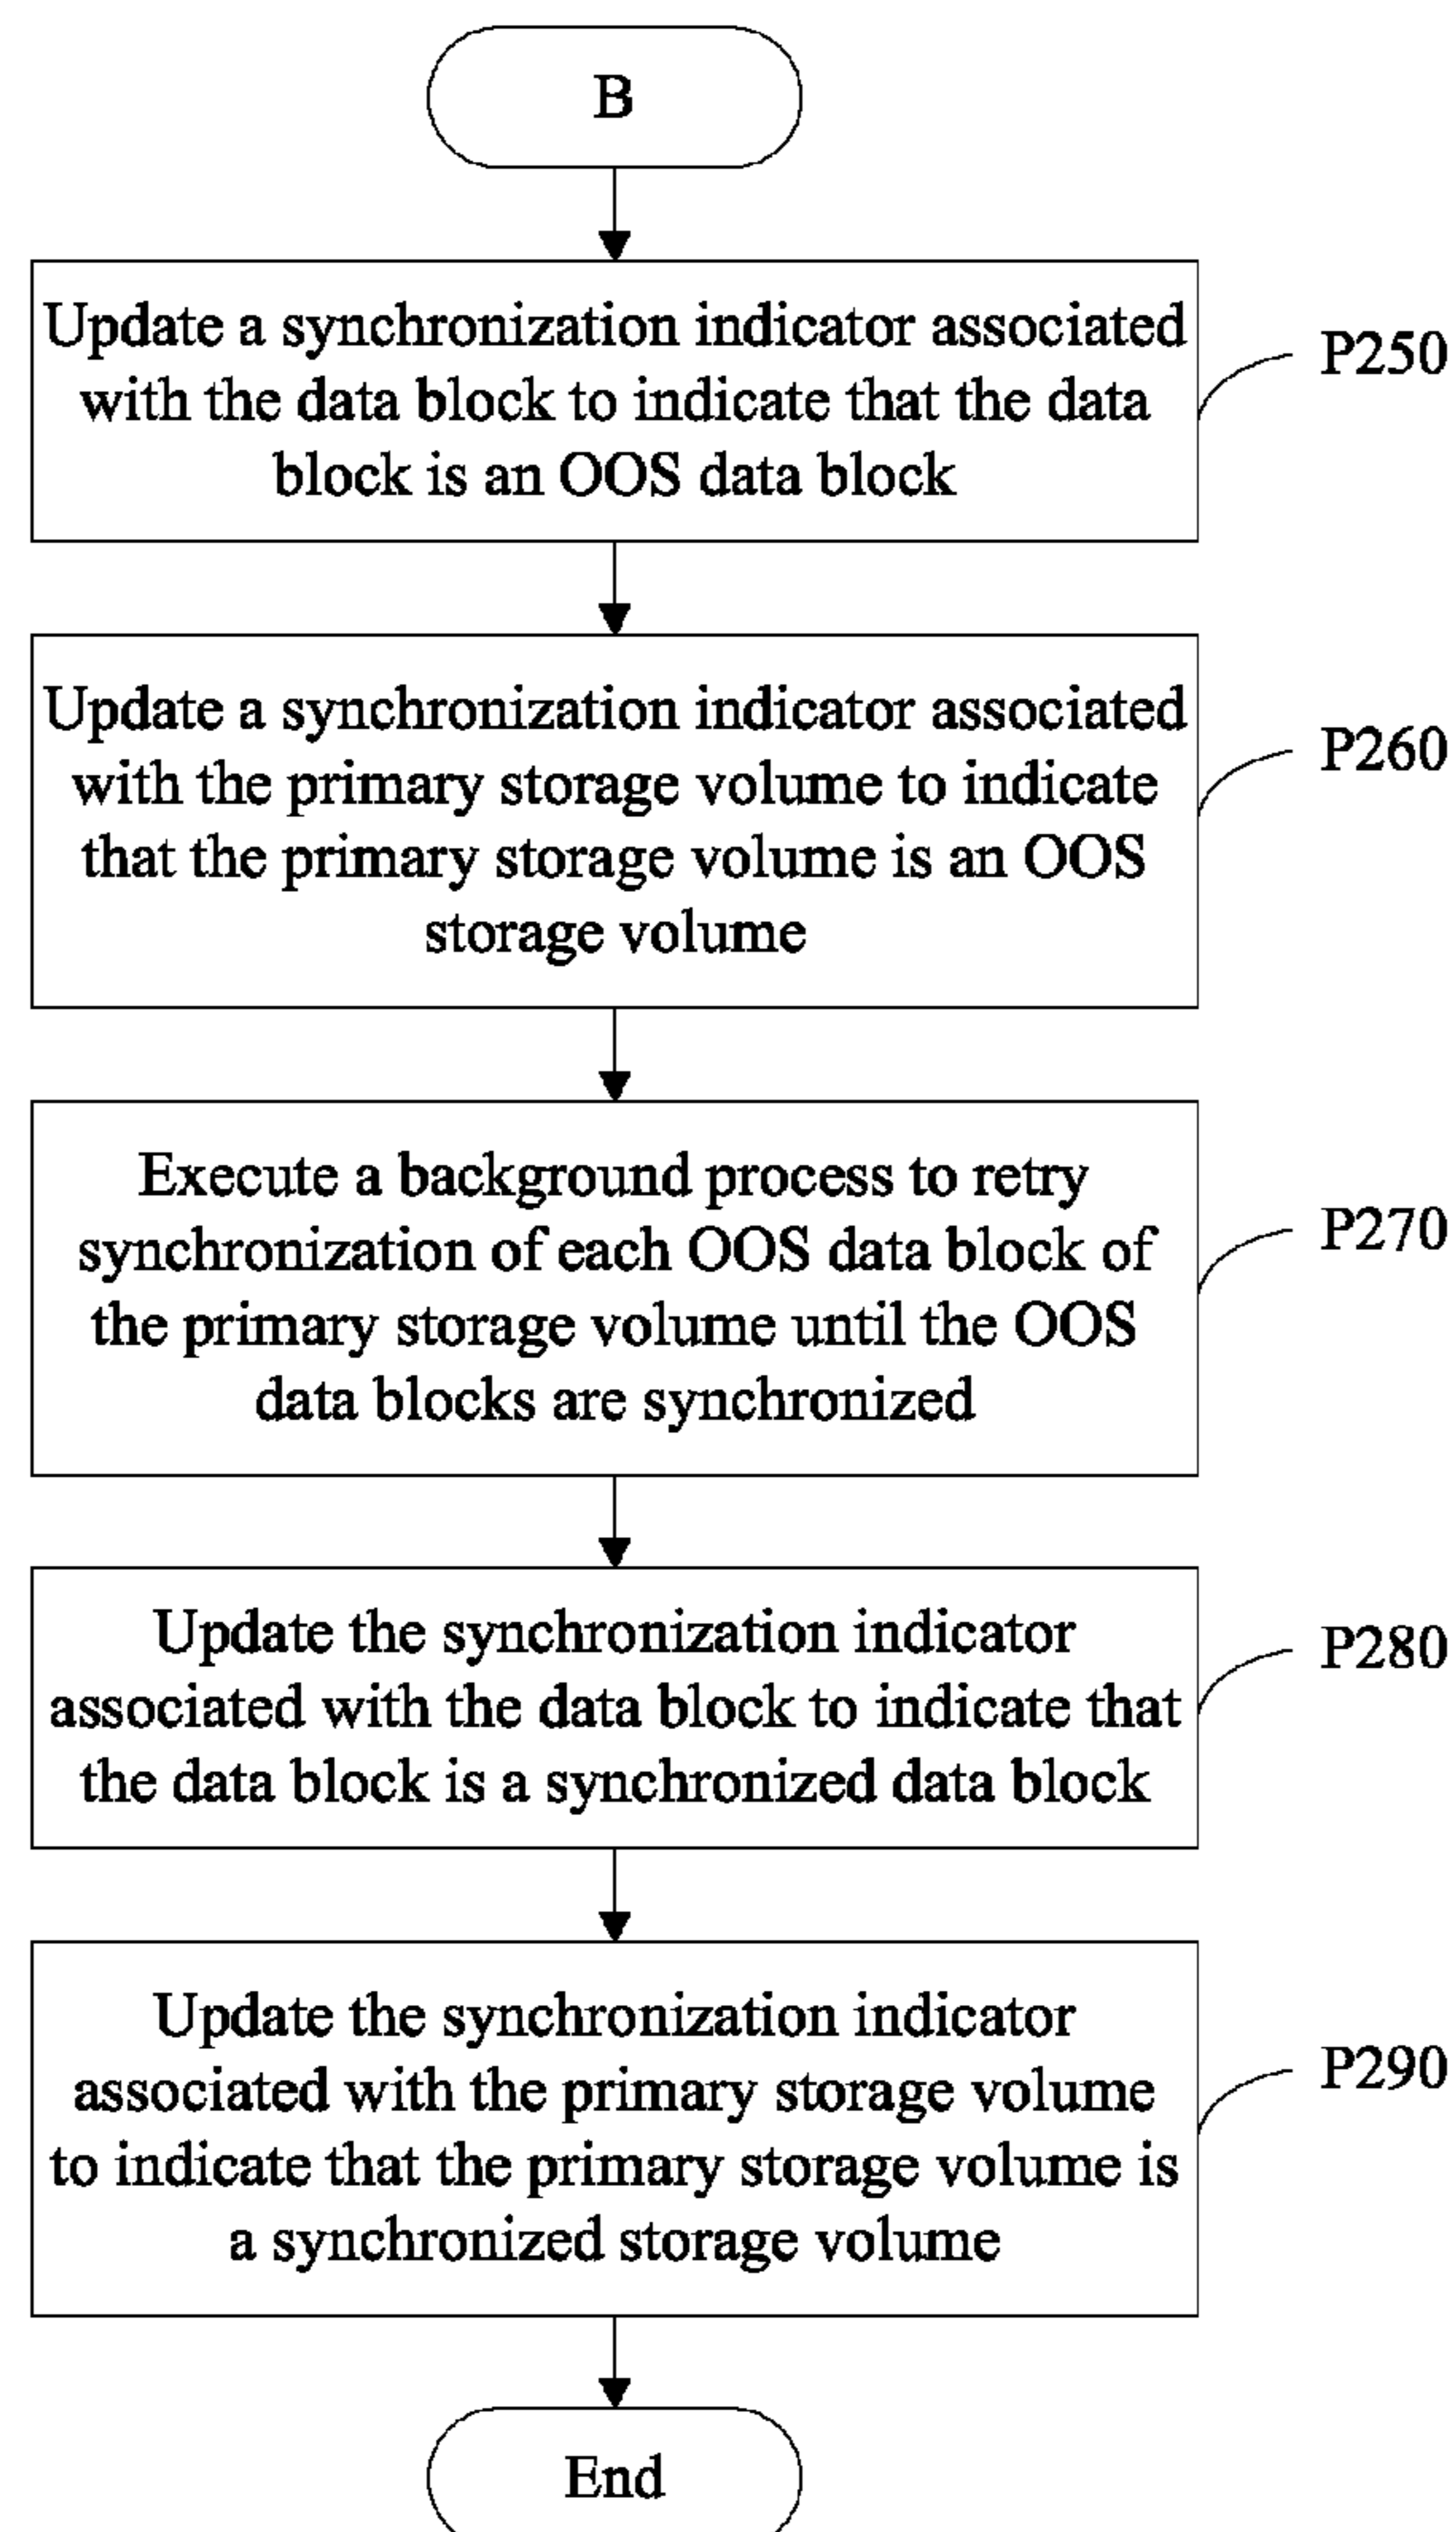 B
Update a synchronization indicator associated
with the data block to indicate that the data
block is an OOS data block
P250
Update a synchronization indicator associated
with the primary storage volume to indicate
that the primary storage volume is an OOS
storage volume
P260
Execute a background process to retry
synchronization of each OOS data block of
the primary storage volume until the OOS
data blocks are synchronized
P270
Update the synchronization indicator
associated with the data block to indicate that
the data block is a synchronized data block
P280
Update the synchronization indicator
associated with the primary storage volume
to indicate that the primary storage volume is
a synchronized storage volume
P290
End